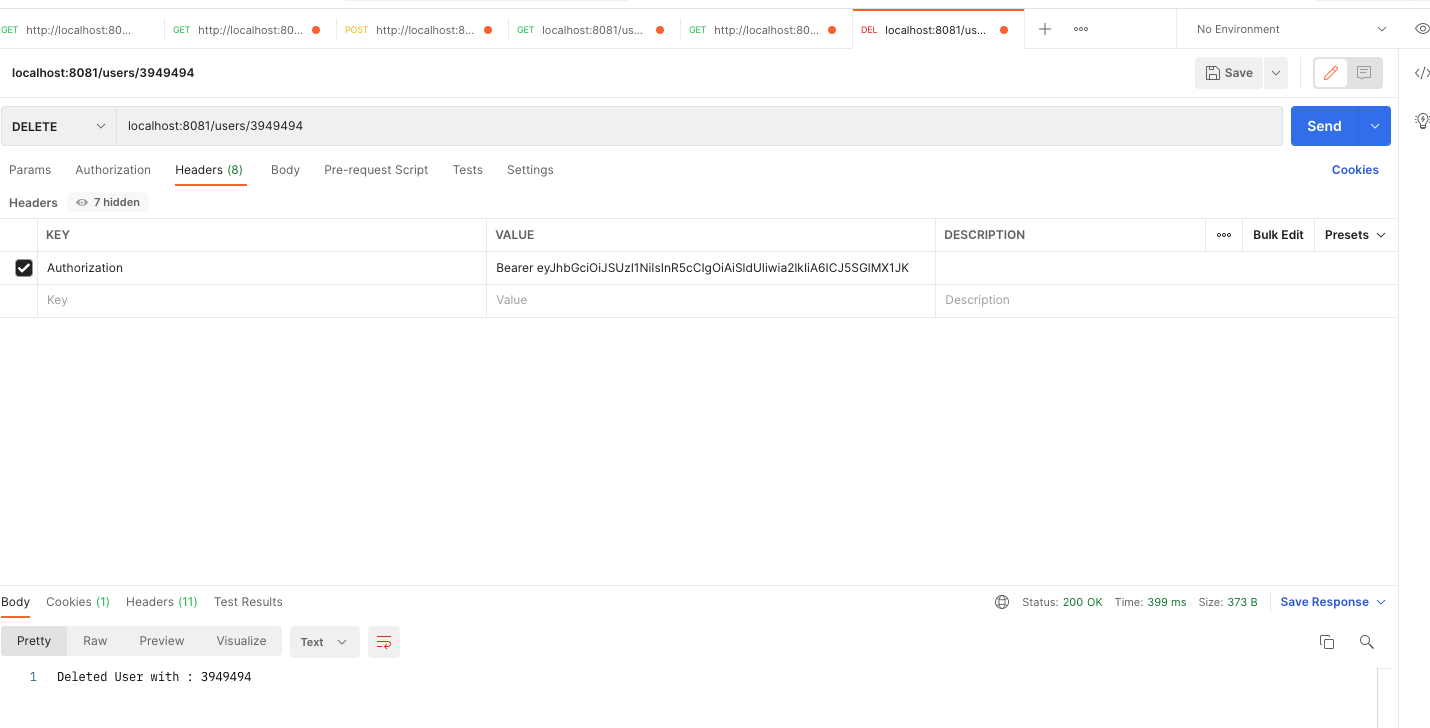 GET http://localhost:80... GET http://localhost:80... POST http://localhost:8... GET localhost:8081/us... GET http://localhost:80... DEL localhost:8081/us... No Environment
localhost:8081/users/3949494 Save
DELETE localhost:8081/users/3949494 Send
Params Authorization Headers (8) Body Pre-request Script Tests Settings Cookies
Headers 7 hidden
KEY VALUE DESCRIPTION Bulk Edit Presets
Authorization Bearer eyJhbGciOiJSUzI1NiIsInR5cCIgOiAiSldUIiwia2lkIiA6ICJ5SGlMX1JK
Key Value Description
Body Cookies (1) Headers (11) Test Results Status: 200 OK Time: 399 ms Size: 373 B Save Response
Pretty Raw Preview Visualize Text
1 Deleted User with : 3949494